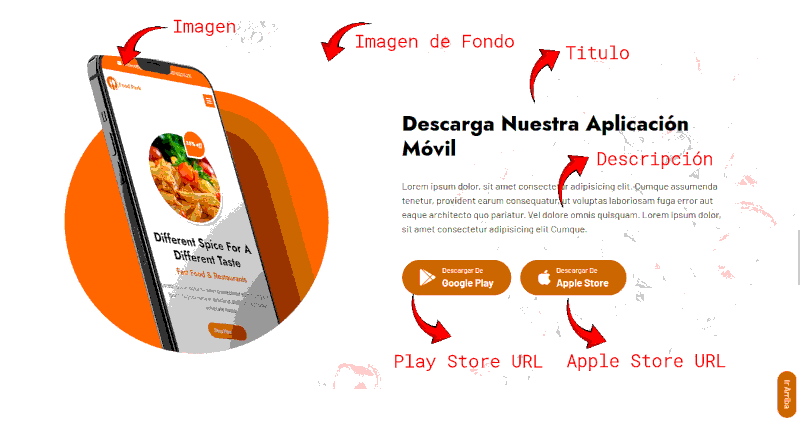 Imagen
Imagen de Fondo
Titulo
Descarga Nuestra Aplicación
Móvil
Descripción
Lorem ipsum dolor, sit amet consectetur adipisicing elit. Cumque assumenda
tenetur, provident earum consequatur, ut voluptas laboriosam fuga error aut
eaque architecto quo pariatur. Vel dolore omnis quisquam. Lorem ipsum dolor,
sit amet consectetur adipisicing elit Cumque.
Descargar De
Google Play
Descargar De
Apple Store
Play Store URL
Apple Store URL
Ir Arriba
Different Spice For A
Different Taste
Fast Food & Restaurants